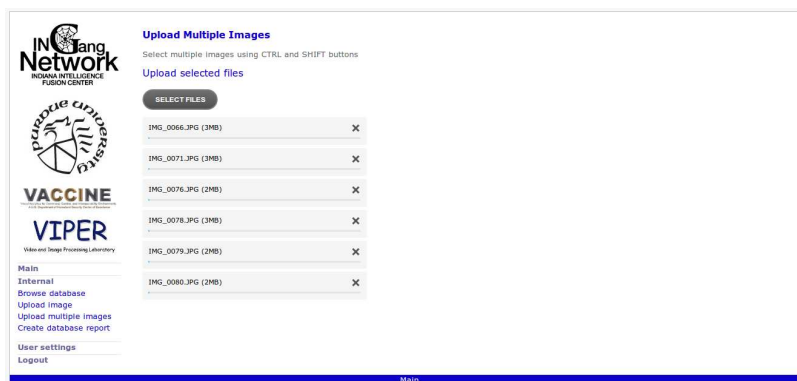 INGang
Network
INDIANA INTELLIGENCE
FUSION CENTER
purdue university
VACCINE
VIPER
Video and Image Processing Laboratory
Main
Internal
Browse database
Upload image
Upload multiple images
Create database report
User settings
Logout
Upload Multiple Images
Select multiple images using CTRL and SHIFT buttons
Upload selected files
SELECT FILES
IMG_0066.JPG (3MB)
IMG_0071.JPG (3MB)
IMG_0076.JPG (2MB)
IMG_0078.JPG (3MB)
IMG_0079.JPG (2MB)
IMG_0080.JPG (2MB)
Main